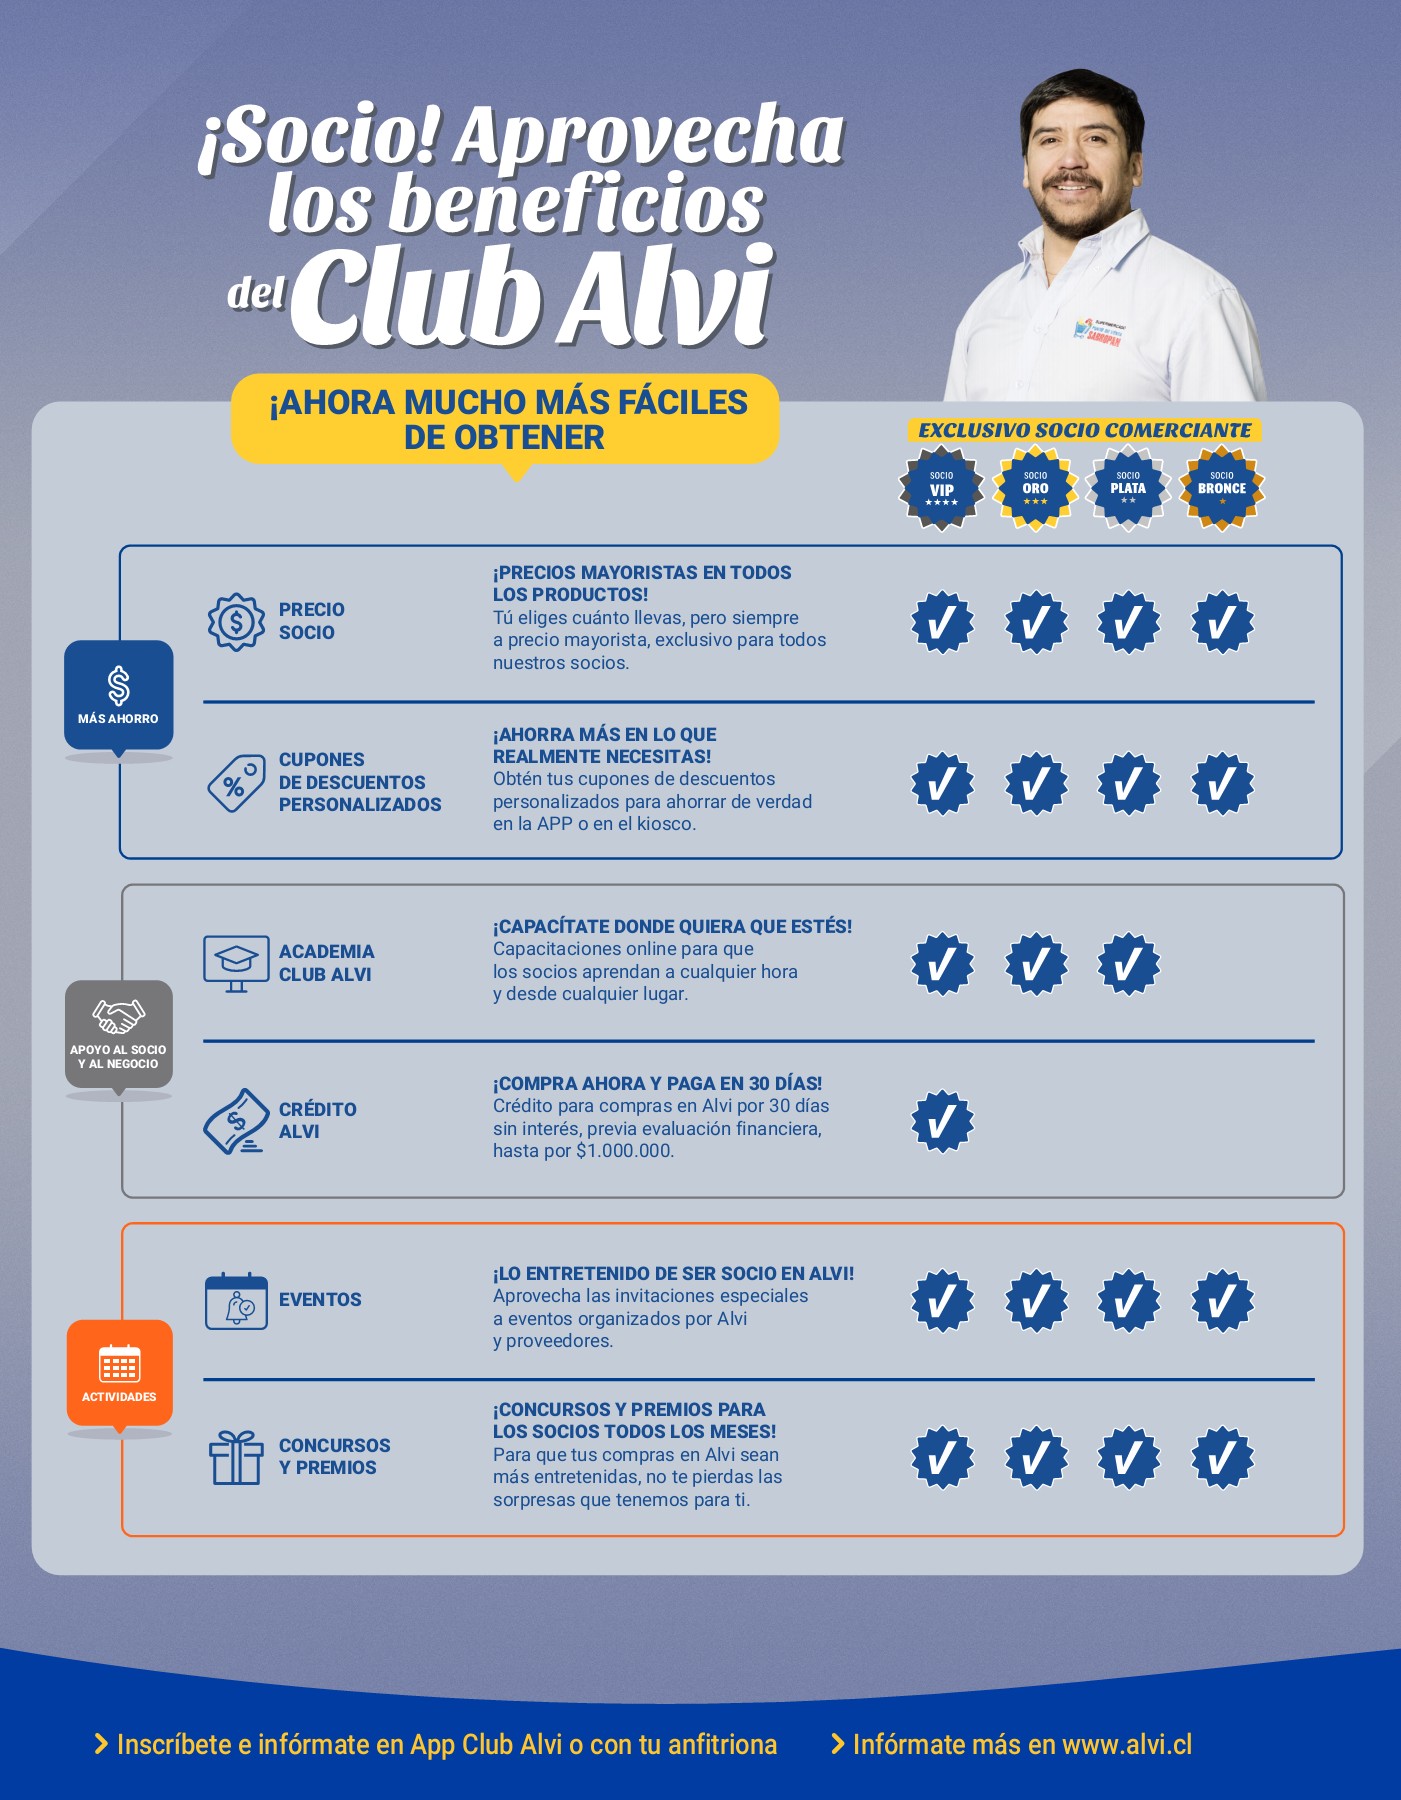 ¡Socio! Aprovecha
los beneficios
del Club Alvi
¡AHORA MUCHO MÁS FÁCILES
DE OBTENER
SUPERMERCADO
SABROPAN
EXCLUSIVO SOCIO COMERCIANTE
SOCIO
VIP
SOCIO
ORO
SOCIO
PLATA
SOCIO
BRONCE
MÁS AHORRO
PRECIO
SOCIO
¡PRECIOS MAYORISTAS EN TODOS
LOS PRODUCTOS!
Tú eliges cuánto llevas, pero siempre
a precio mayorista, exclusivo para todos
nuestros socios.
CUPONES
DE DESCUENTOS
PERSONALIZADOS
¡AHORRA MÁS EN LO QUE
REALMENTE NECESITAS!
Obtén tus cupones de descuentos
personalizados para ahorrar de verdad
en la APP o en el kiosco.
APOYO AL SOCIO
Y AL NEGOCIO
ACADEMIA
CLUB ALVI
¡CAPACÍTATE DONDE QUIERA QUE ESTÉS!
Capacitaciones online para que
los socios aprendan a cualquier hora
y desde cualquier lugar.
CRÉDITO
ALVI
¡COMPRA AHORA Y PAGA EN 30 DÍAS!
Crédito para compras en Alvi por 30 días
sin interés, previa evaluación financiera,
hasta por $1.000.000.
ACTIVIDADES
EVENTOS
¡LO ENTRETENIDO DE SER SOCIO EN ALVI!
Aprovecha las invitaciones especiales
a eventos organizados por Alvi
y proveedores.
CONCURSOS
Y PREMIOS
¡CONCURSOS Y PREMIOS PARA
LOS SOCIOS TODOS LOS MESES!
Para que tus compras en Alvi sean
más entretenidas, no te pierdas las
sorpresas que tenemos para ti.
Inscríbete e infórmate en App Club Alvi o con tu anfitriona
Infórmate más en www.alvi.cl